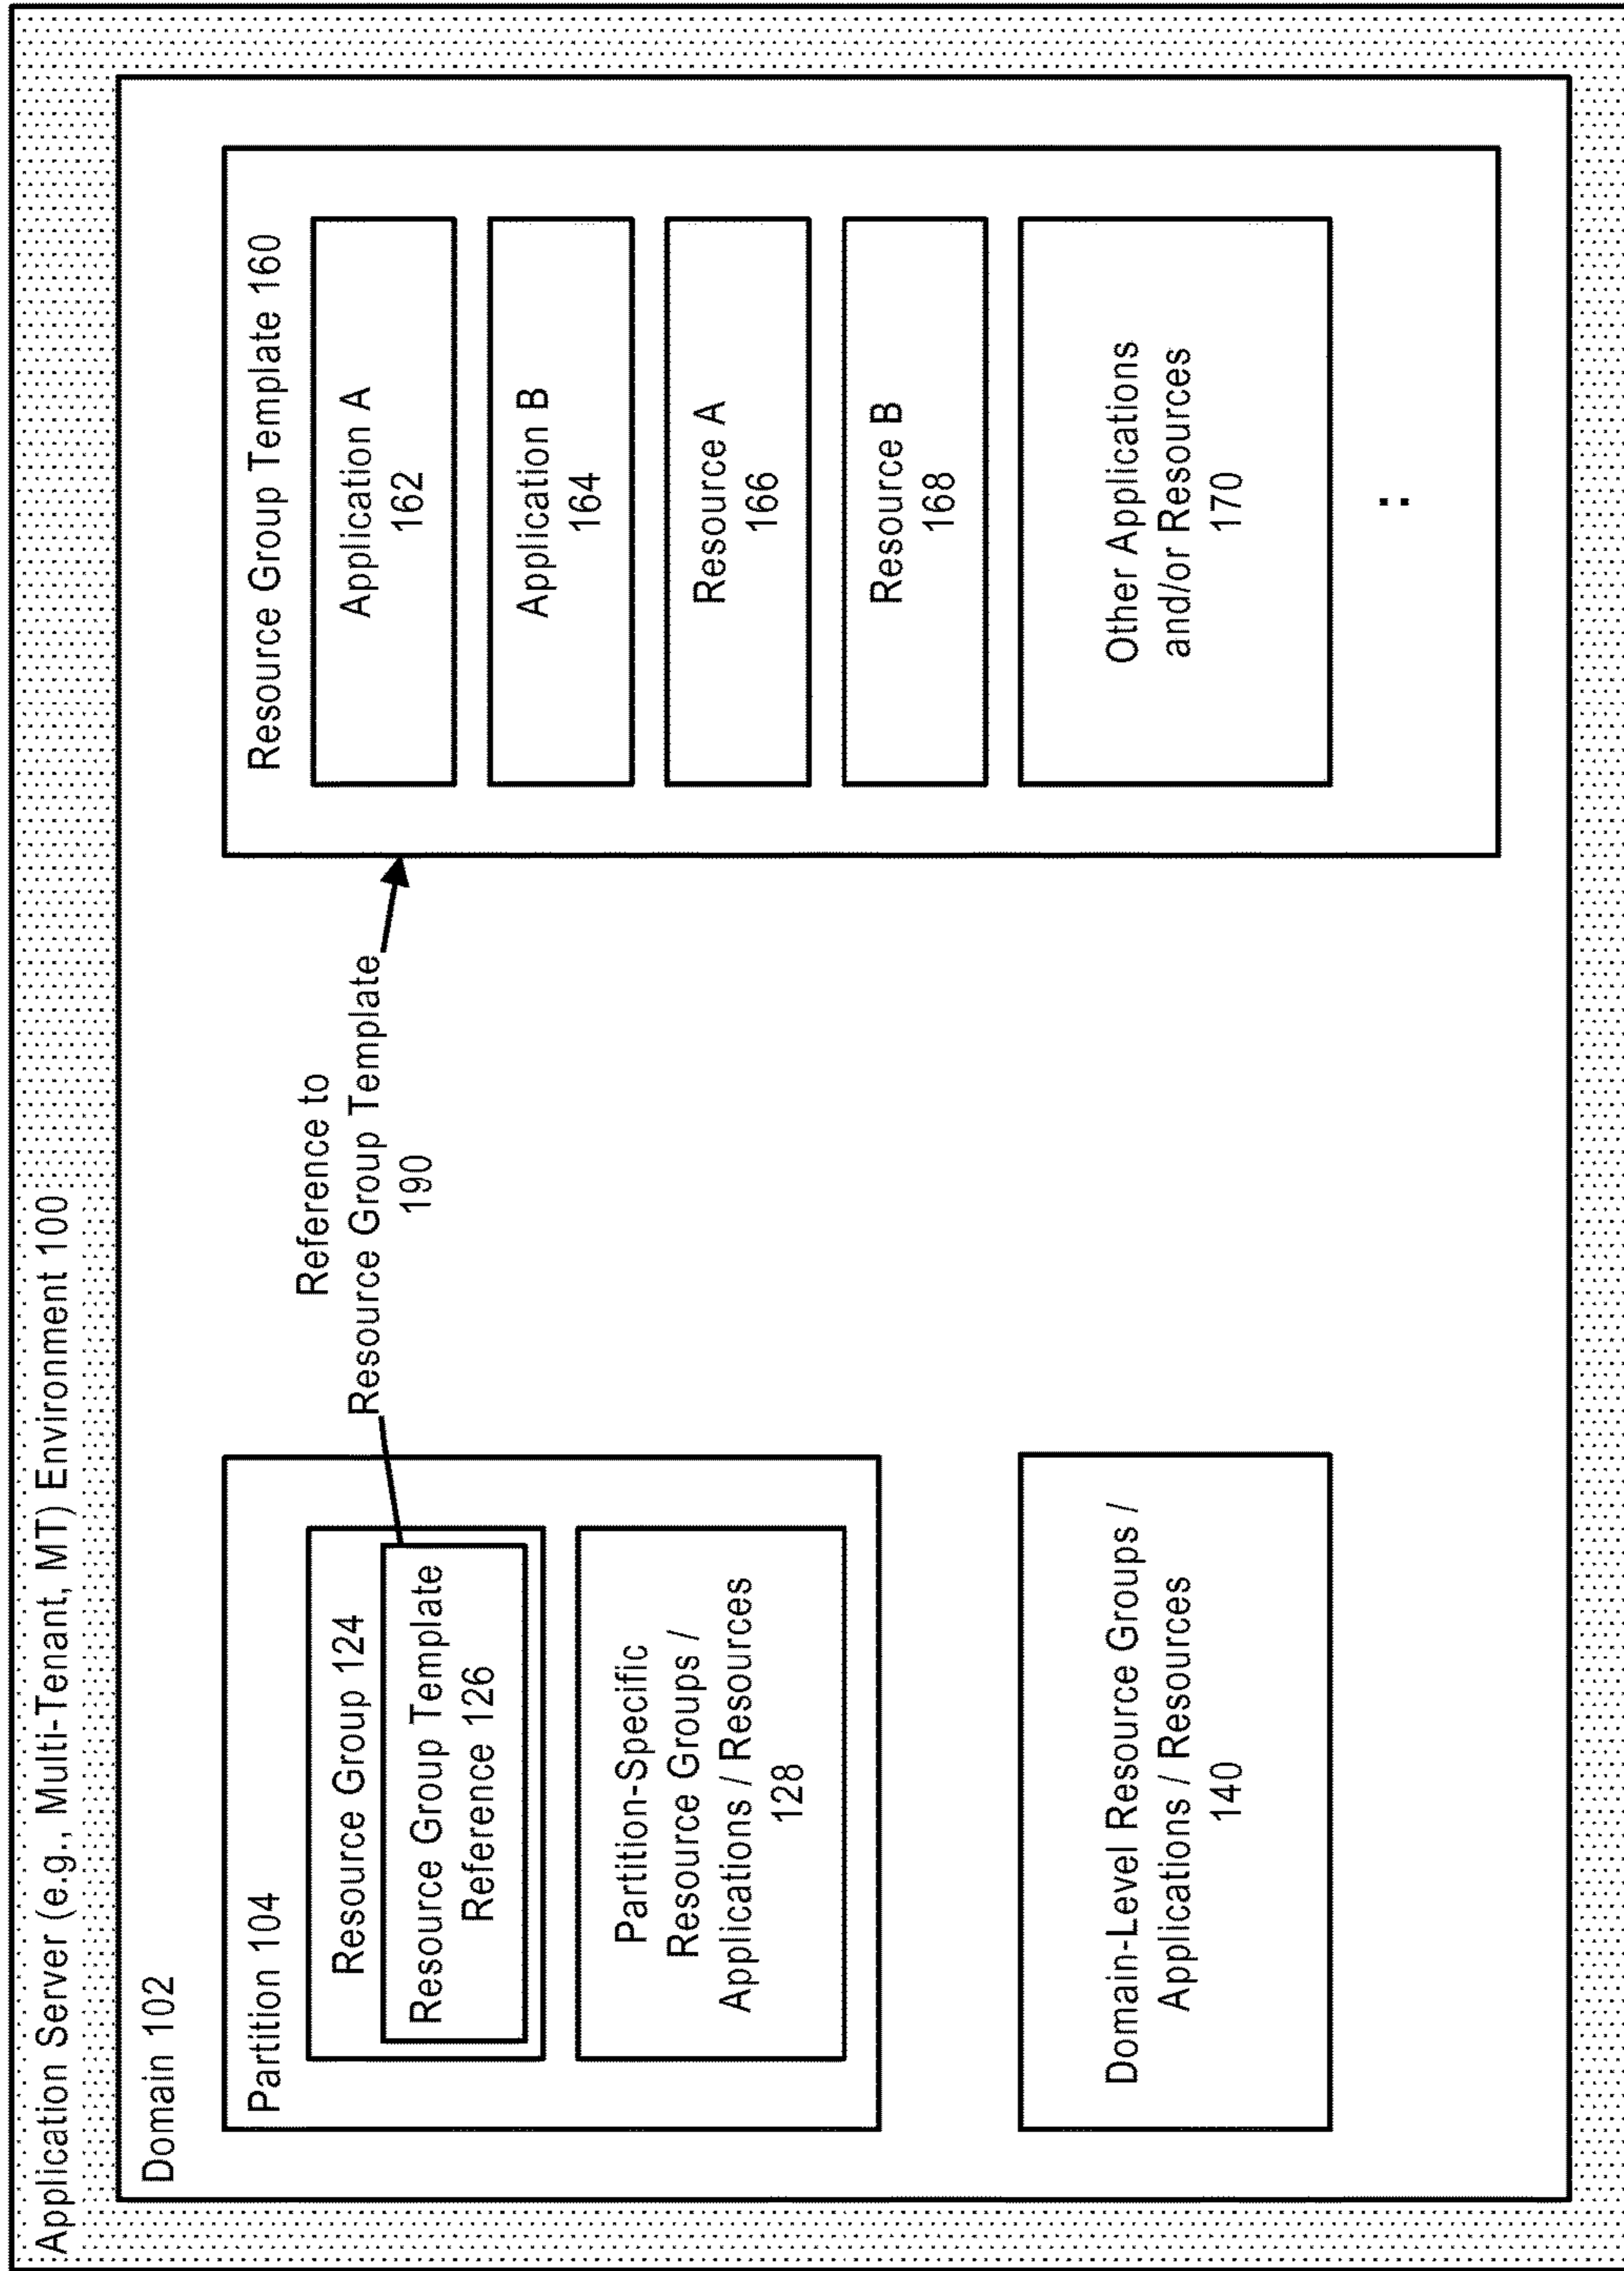 Application Server (e.g., Multi-Tenant, MT) Environment 100
Domain 102
Partition 104
Resource Group 124
Resource Group Template
Reference 126
Partition-Specific
Resource Groups /
Applications / Resources
128
Domain-Level Resource Groups /
Applications / Resources
140
Reference to
Resource Group Template
190
Resource Group Template 160
Application A
162
Application B
164
Resource A
166
Resource B
168
Other Applications
and/or Resources
170